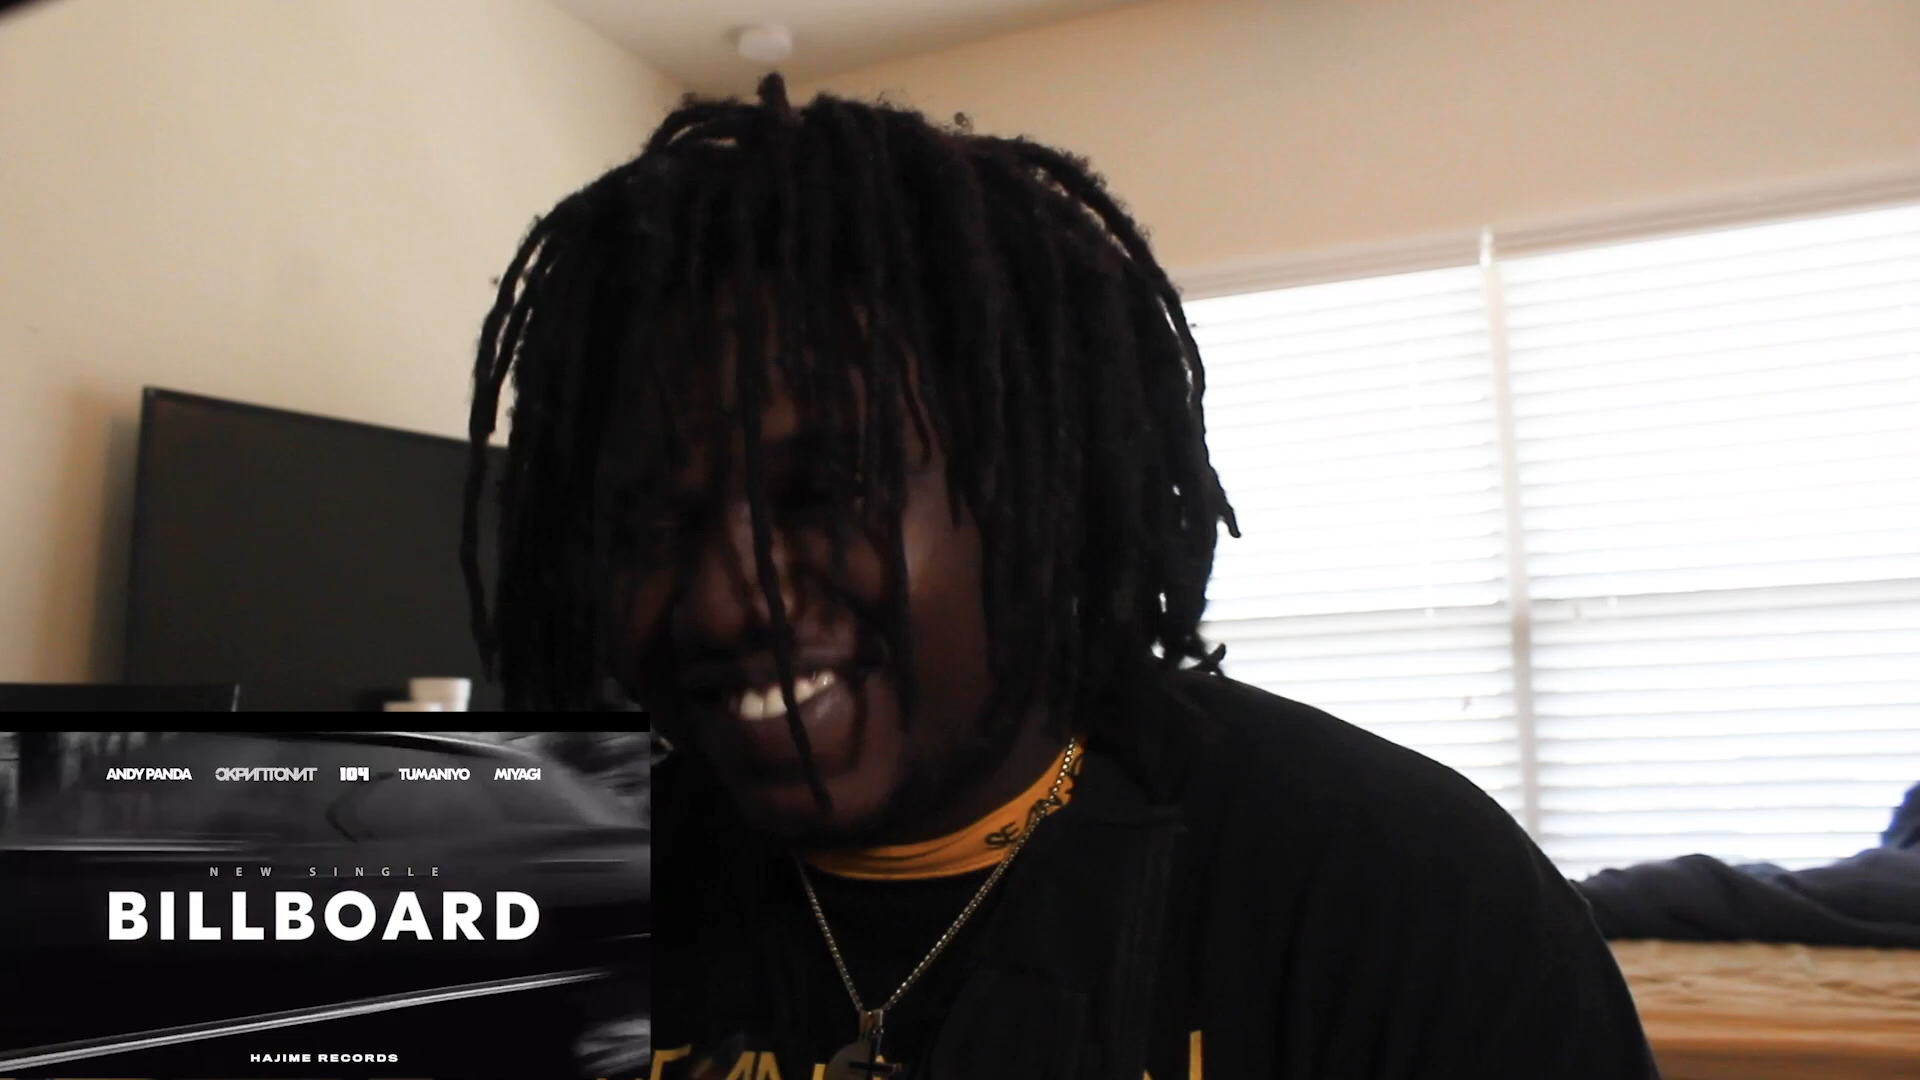 ANDY PANDA СКРИПТОНИТ 104 TUMANIYO MIYAGI
NEW SINGLE
BILLBOARD
HAJIME RECORDS